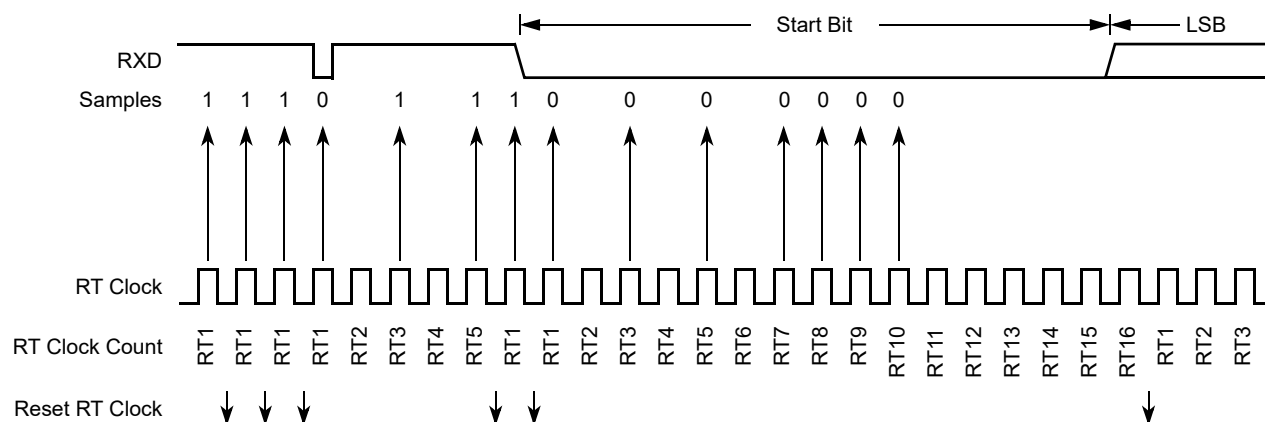 Start Bit LSB
RXD
Samples 1 1 1 0 1 1 1 0 0 0 0 0 0 0
RT Clock
RT Clock Count RT1 RT1 RT1 RT1 RT2 RT3 RT4 RT5 RT1 RT1 RT2 RT3 RT4 RT5 RT6 RT7 RT8 RT9 RT10 RT11 RT12 RT13 RT14 RT15 RT16 RT1 RT2 RT3
Reset RT Clock